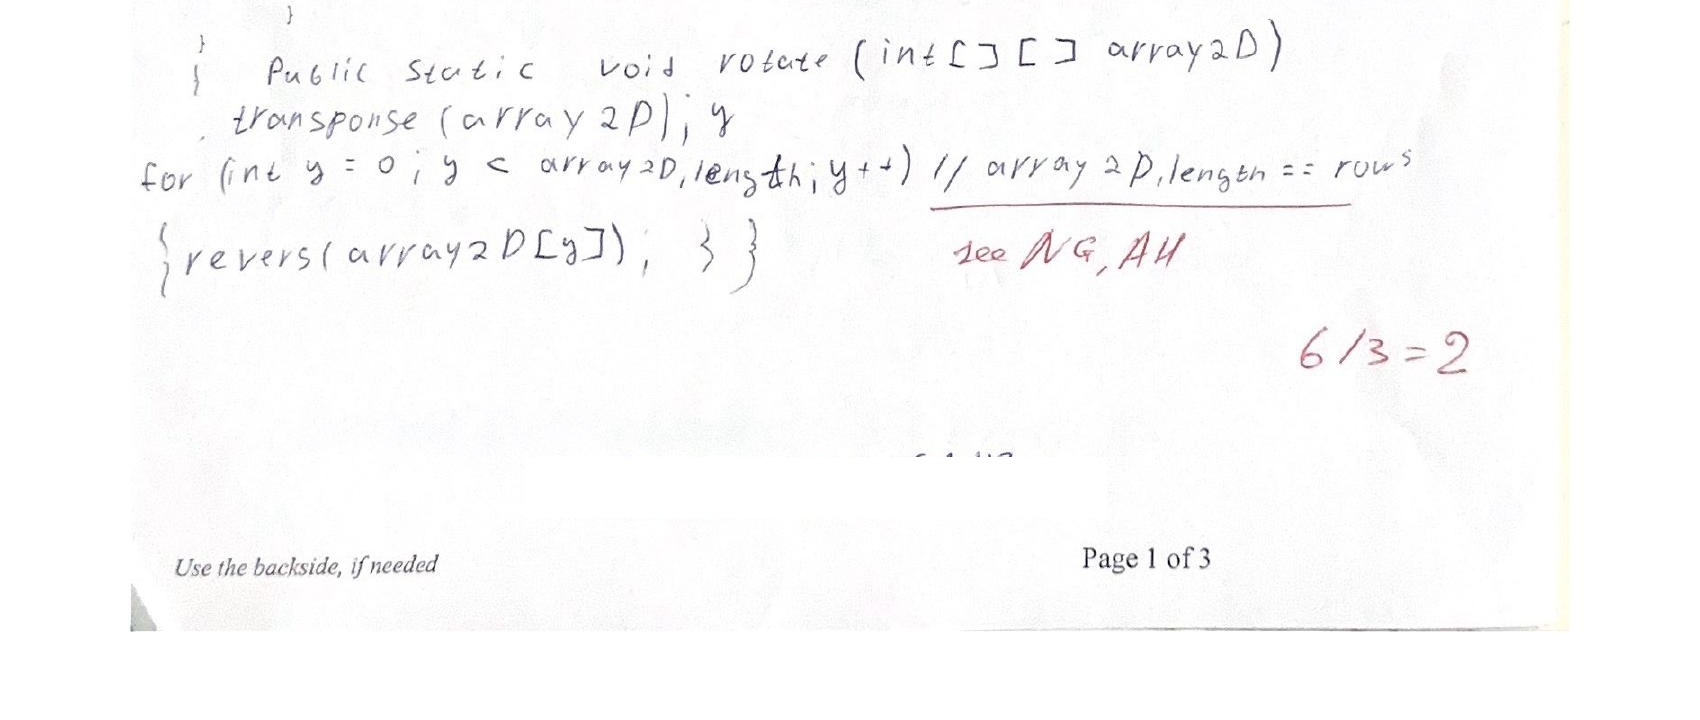 }
}
{ Public static void rotate (int[] [] array2D)
transponse (array 2D); y
for (int y = 0; y < array2D.length; y++) // array 2D.length == rows
{revers(array2D[y]); } }
see NG, AH
6/3=2
Use the backside, if needed
Page 1 of 3